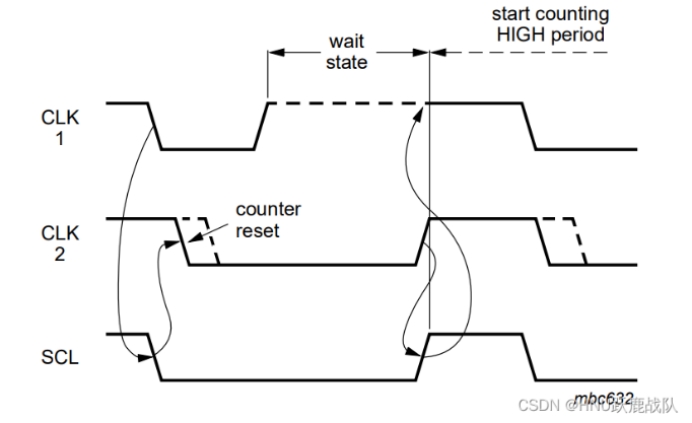 start counting
HIGH period
wait
state
CLK
1
counter
reset
CLK
2
SCL
mbc632
CSDN @HNU跃鹿战队